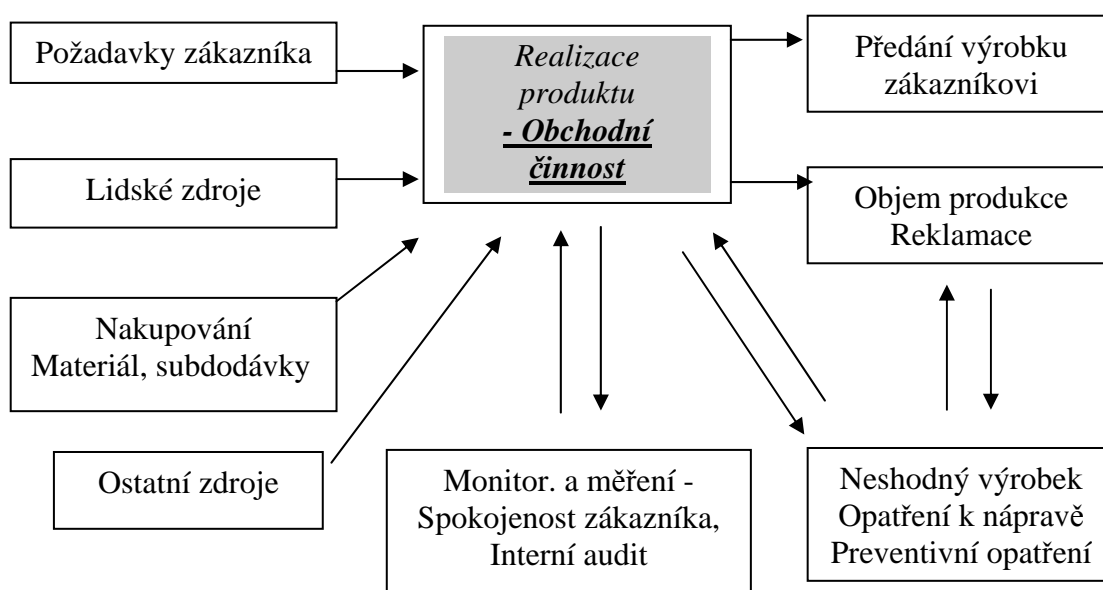 Požadavky zákazníka
Realizace
produktu
- Obchodní
činnost
Předání výrobku
zákazníkovi
Lidské zdroje
Objem produkce
Reklamace
Nakupování
Materiál, subdodávky
Ostatní zdroje
Monitor. a měření -
Spokojenost zákazníka,
Interní audit
Neshodný výrobek
Opatření k nápravě
Preventivní opatření